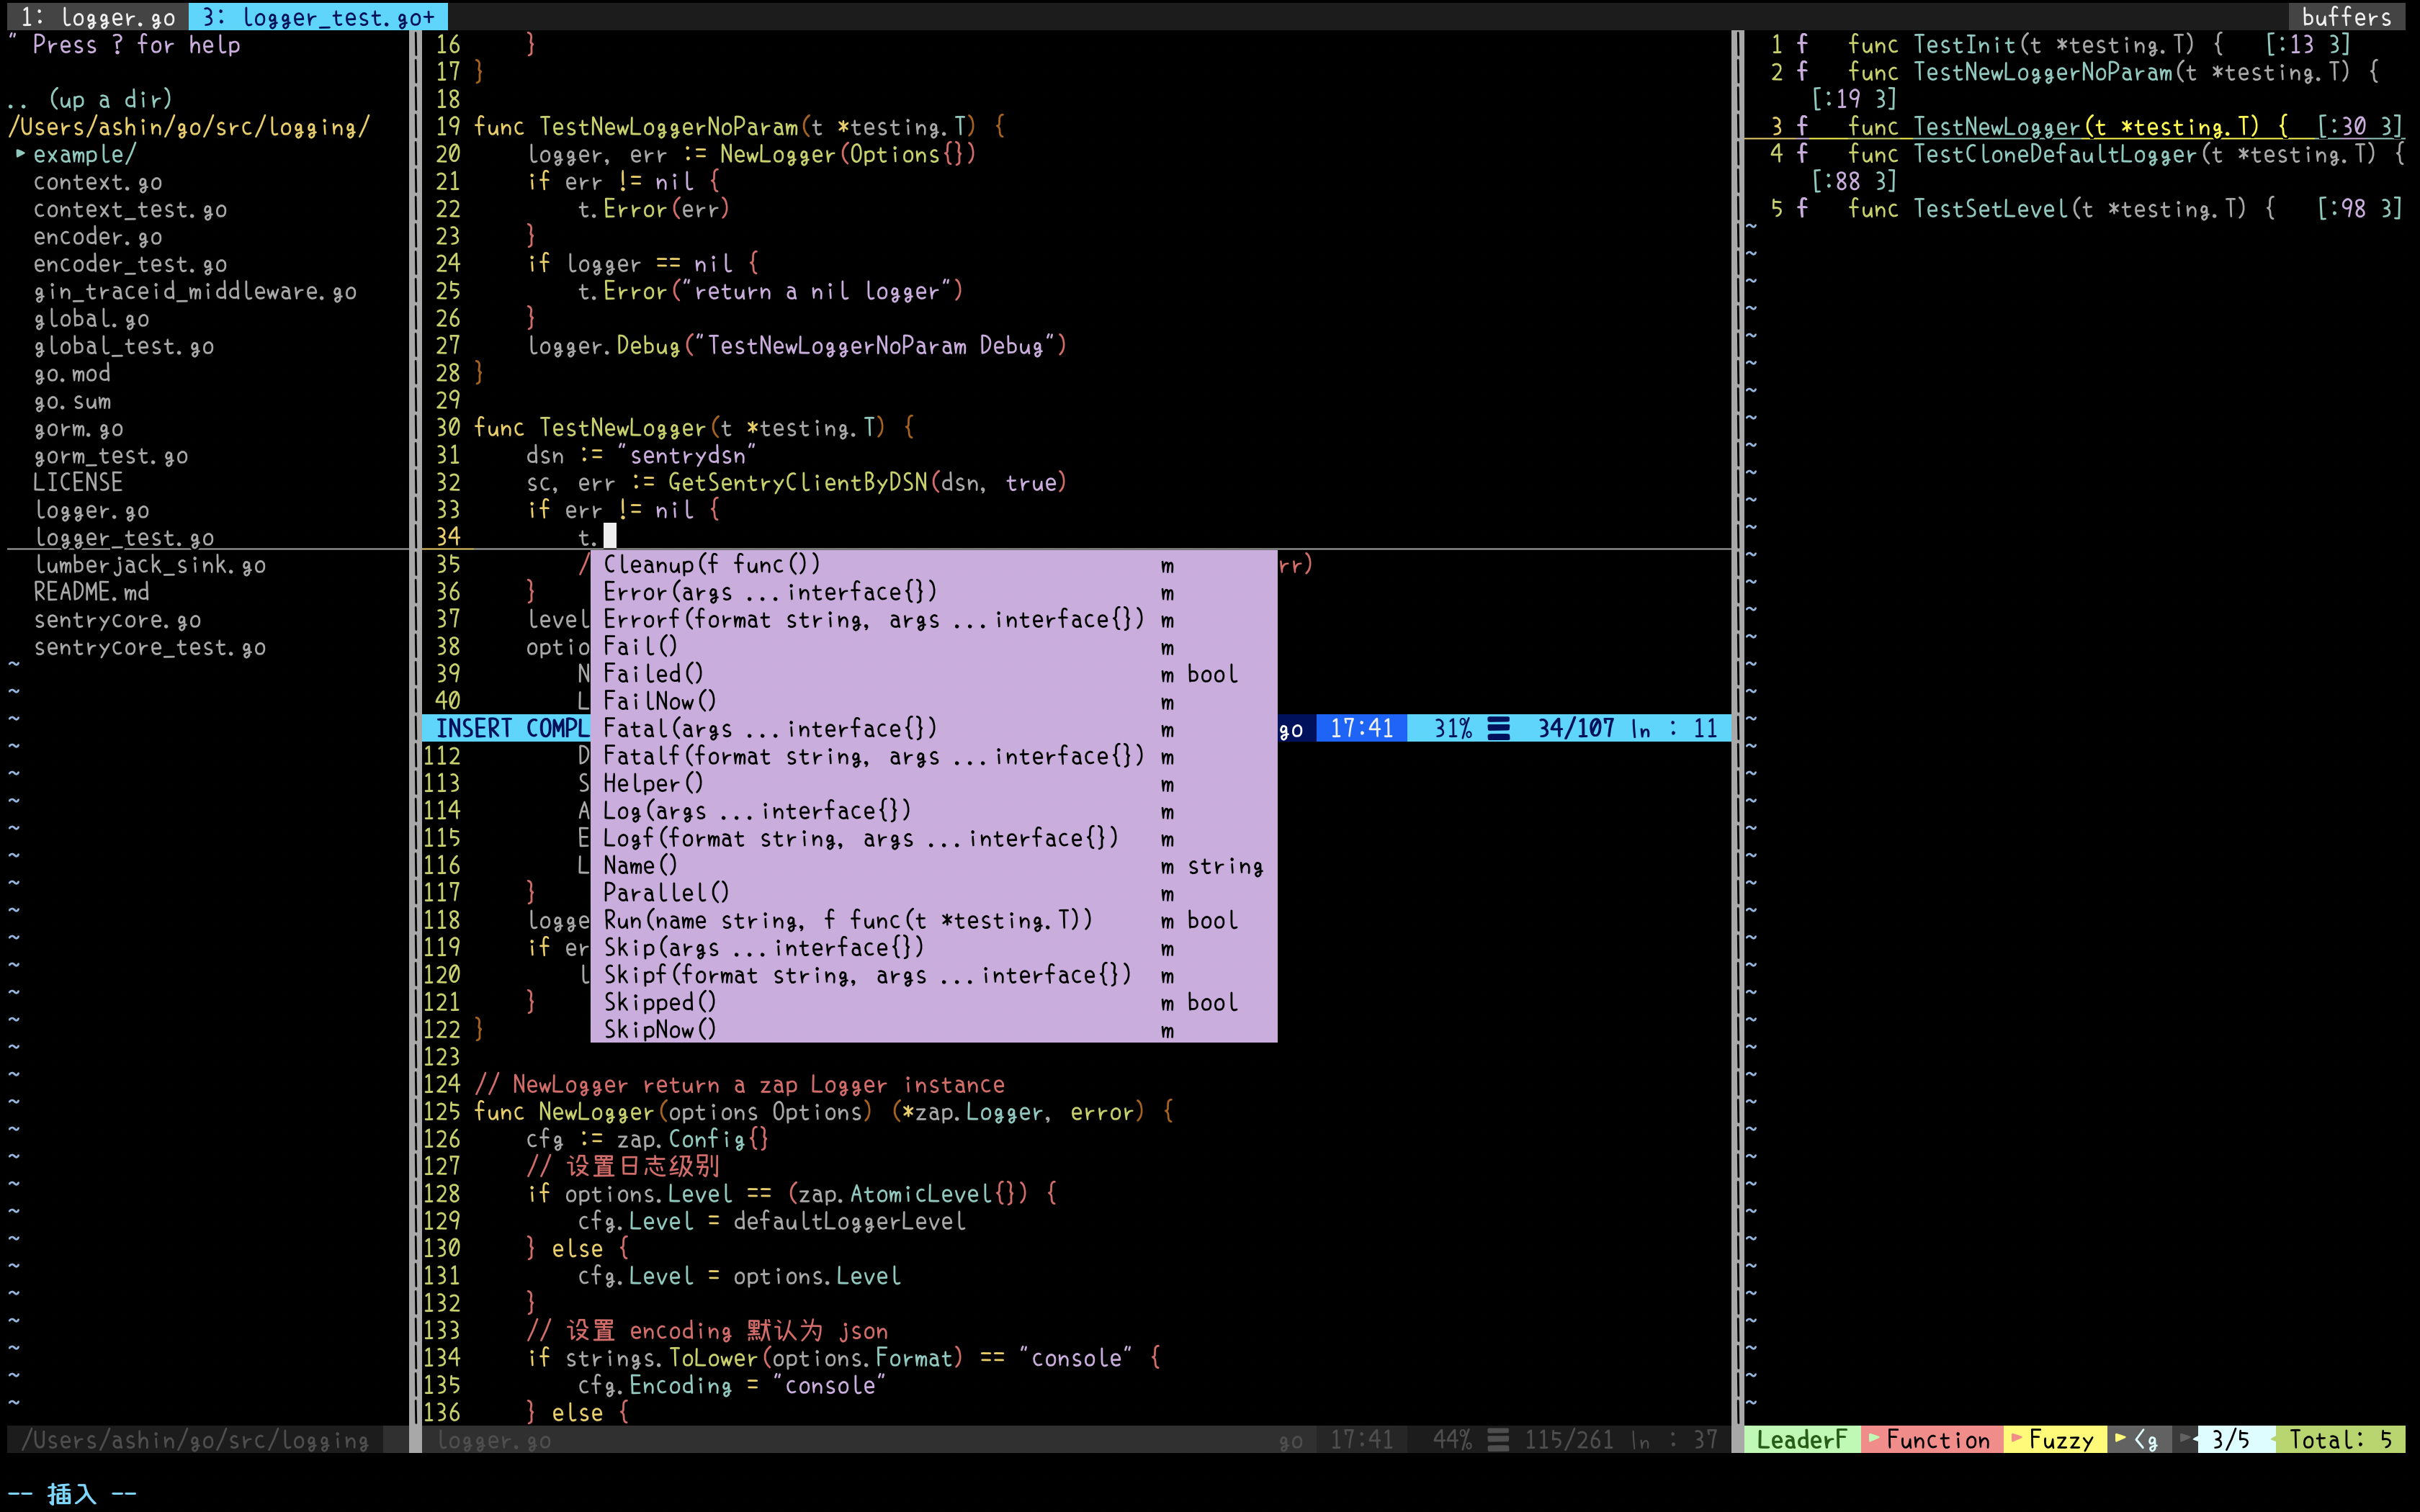 1: logger.go  3: logger_test.go+  buffers
" Press ? for help
.. (up a dir)
/Users/ashin/go/src/logging/
▸ example/
context.go
context_test.go
encoder.go
encoder_test.go
gin_traceid_middleware.go
global.go
global_test.go
go.mod
go.sum
gorm.go
gorm_test.go
LICENSE
logger.go
logger_test.go
lumberjack_sink.go
README.md
sentrycore.go
sentrycore_test.go
/Users/ashin/go/src/logging
16     }
17 }
18
19 func TestNewLoggerNoParam(t *testing.T) {
20     logger, err := NewLogger(Options{})
21     if err != nil {
22         t.Error(err)
23     }
24     if logger == nil {
25         t.Error("return a nil logger")
26     }
27     logger.Debug("TestNewLoggerNoParam Debug")
28 }
29
30 func TestNewLogger(t *testing.T) {
31     dsn := "sentrydsn"
32     sc, err := GetSentryClientByDSN(dsn, true)
33     if err != nil {
34         t.
35         / rr)
36     }
37     level
38     optio
39         N
40         L
Cleanup(f func()) m
Error(args ...interface{}) m
Errorf(format string, args ...interface{}) m
Fail() m
Failed() m bool
FailNow() m
Fatal(args ...interface{}) m
Fatalf(format string, args ...interface{}) m
Helper() m
Log(args ...interface{}) m
Logf(format string, args ...interface{}) m
Name() m string
Parallel() m
Run(name string, f func(t *testing.T)) m bool
Skip(args ...interface{}) m
Skipf(format string, args ...interface{}) m
Skipped() m bool
SkipNow() m
INSERT COMPL go 17:41 31% ☰ 34/107 ln : 11
112         D
113         S
114         A
115         E
116         L
117     }
118     logge
119     if er
120         l
121     }
122 }
123
124 // NewLogger return a zap Logger instance
125 func NewLogger(options Options) (*zap.Logger, error) {
126     cfg := zap.Config{}
127     // 设置日志级别
128     if options.Level == (zap.AtomicLevel{}) {
129         cfg.Level = defaultLoggerLevel
130     } else {
131         cfg.Level = options.Level
132     }
133     // 设置 encoding 默认为 json
134     if strings.ToLower(options.Format) == "console" {
135         cfg.Encoding = "console"
136     } else {
logger.go go 17:41 44% ☰ 115/261 ln : 37
1 f func TestInit(t *testing.T) { [:13 3]
2 f func TestNewLoggerNoParam(t *testing.T) {
[:19 3]
3 f func TestNewLogger(t *testing.T) { [:30 3]
4 f func TestCloneDefaultLogger(t *testing.T) {
[:88 3]
5 f func TestSetLevel(t *testing.T) { [:98 3]
LeaderF Function Fuzzy <g 3/5 Total: 5
-- 插入 --